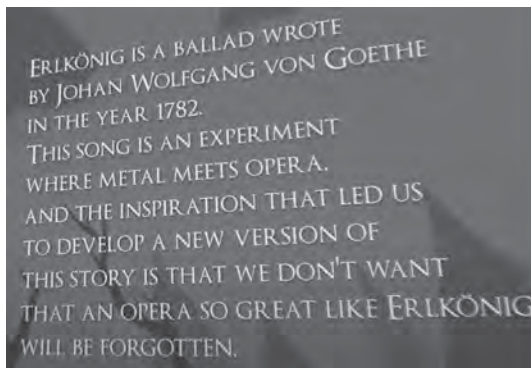 Erlkönig is a ballad wrote
by Johan Wolfgang von Goethe
in the year 1782.
This song is an experiment
where metal meets opera.
and the inspiration that led us
to develop a new version of
this story is that we don't want
that an opera so great like Erlkönig
will be forgotten.